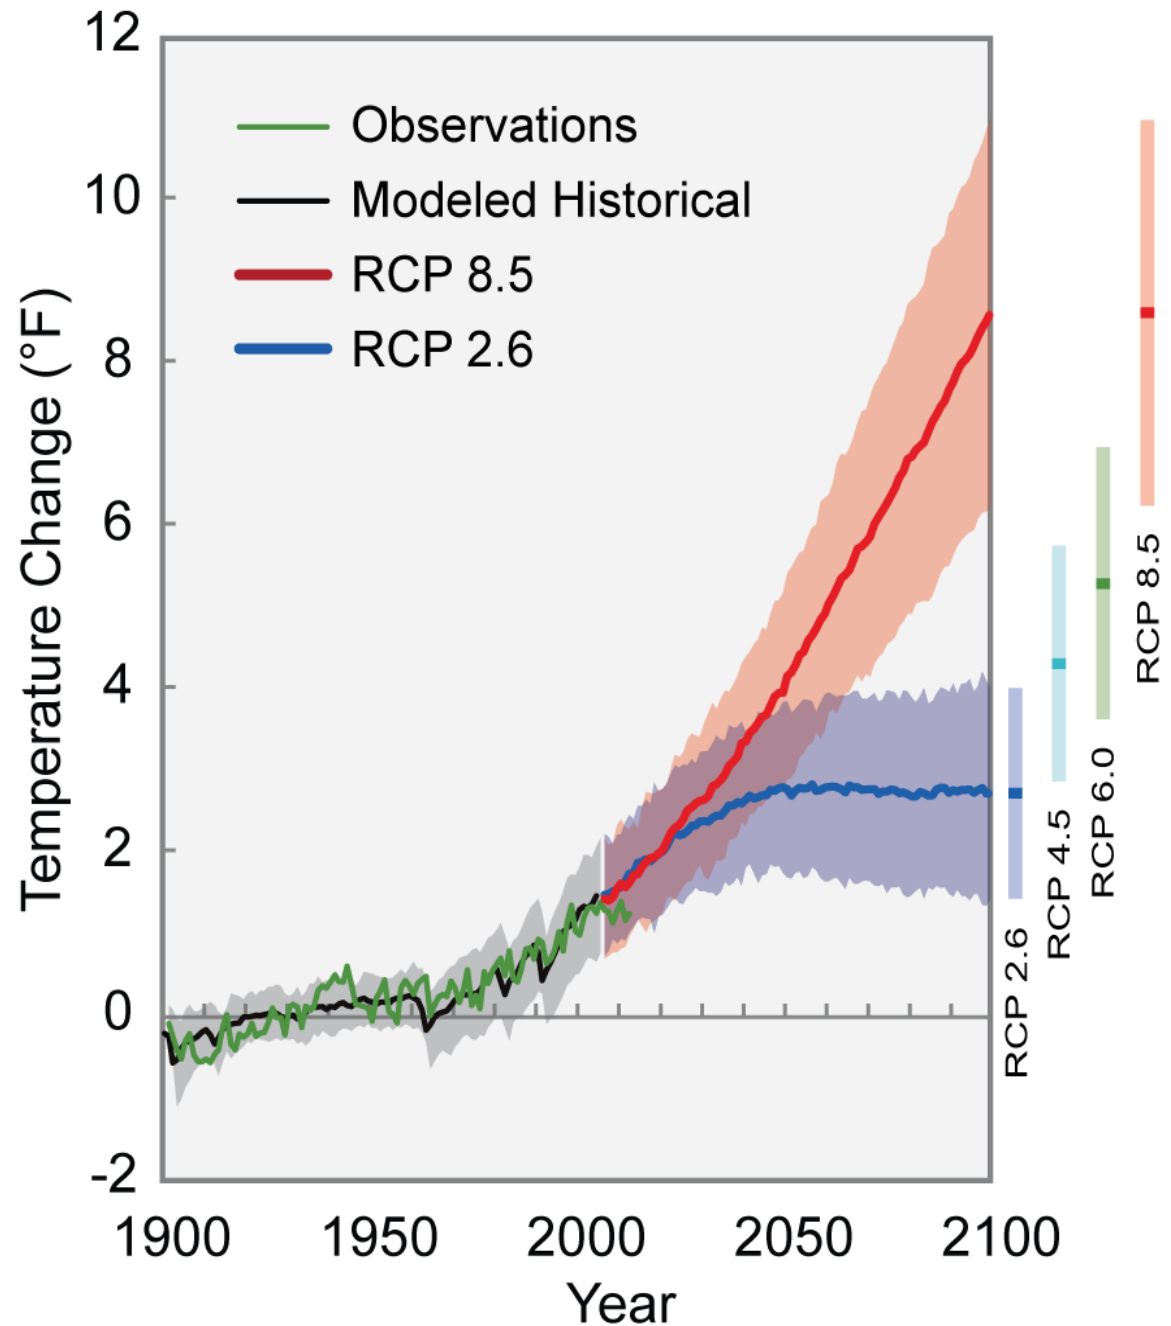 12
10
8
6
4
2
0
-2
Temperature Change (°F)
Observations
Modeled Historical
RCP 8.5
RCP 2.6
1900 1950 2000 2050 2100
Year
RCP 2.6
RCP 4.5
RCP 6.0
RCP 8.5